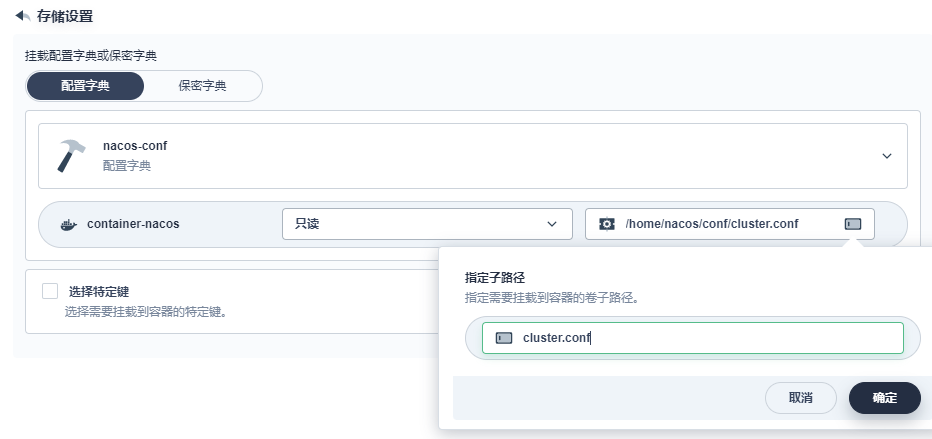 存储设置
挂载配置字典或保密字典
配置字典 保密字典
nacos-conf
配置字典
container-nacos 只读 /home/nacos/conf/cluster.conf
选择特定键
选择需要挂载到容器的特定键。
指定子路径
指定需要挂载到容器的卷子路径。
cluster.conf
取消 确定